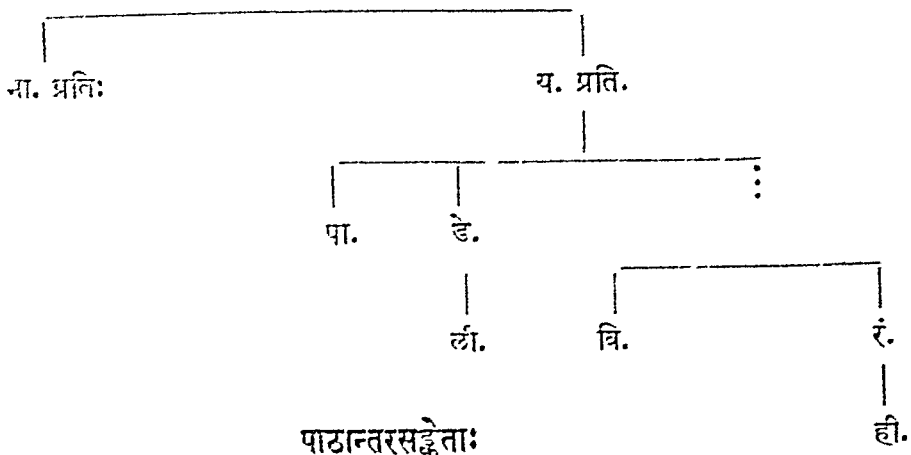 भा. प्रतिः य. प्रति.
पा. डे.
ली. वि. रं.
ही.
पाठान्तरसङ्केताः